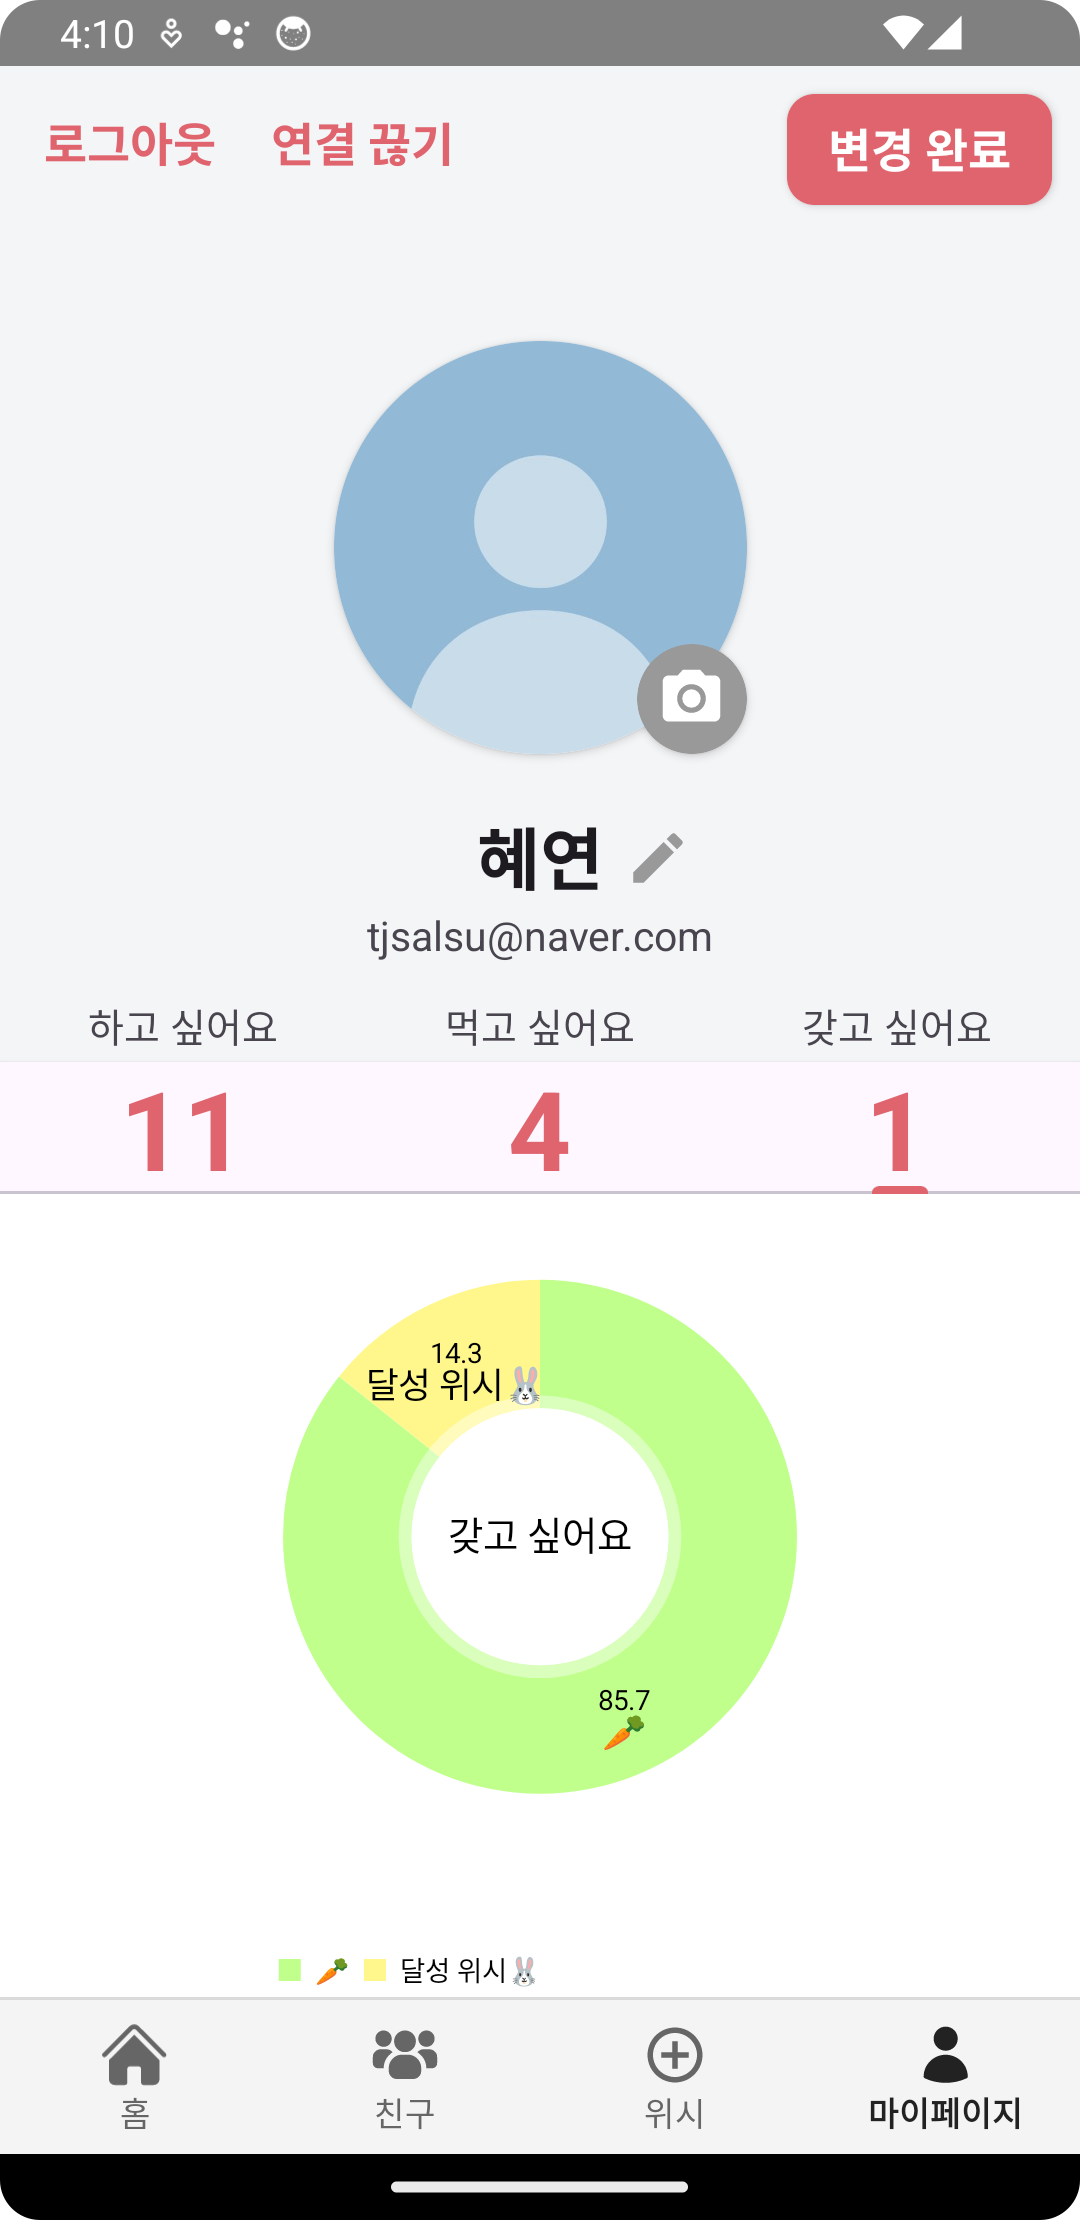 4:10
로그아웃 연결 끊기 변경 완료
혜연
tjsalsu@naver.com
하고 싶어요 먹고 싶어요 갖고 싶어요
11 4 1
14.3
달성 위시🐰
갖고 싶어요
85.7
🥕
🥕 달성 위시🐰
홈 친구 위시 마이페이지